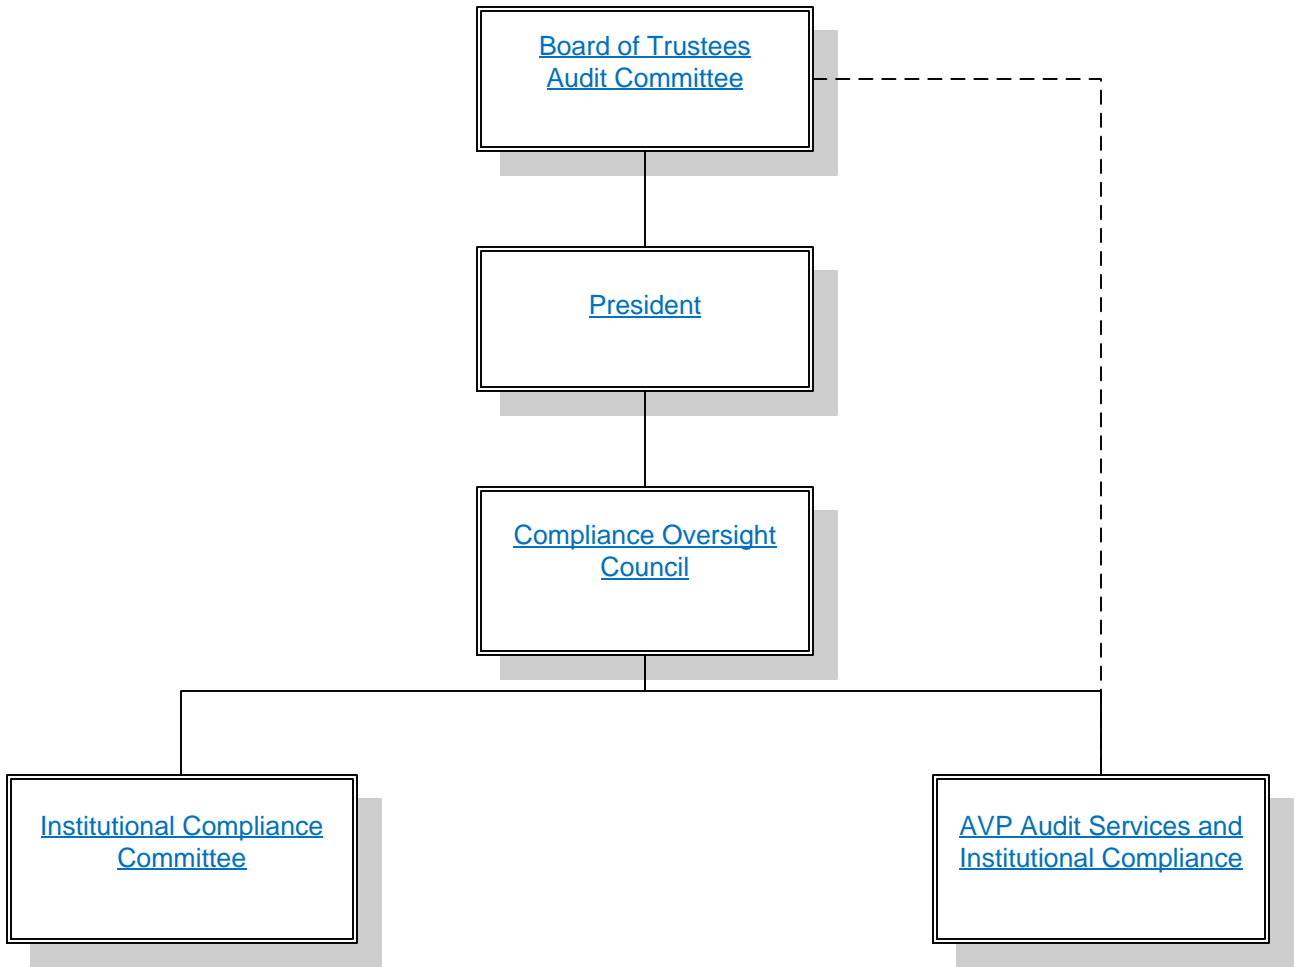 Board of Trustees
Audit Committee
President
Compliance Oversight
Council
Institutional Compliance
Committee
AVP Audit Services and
Institutional Compliance